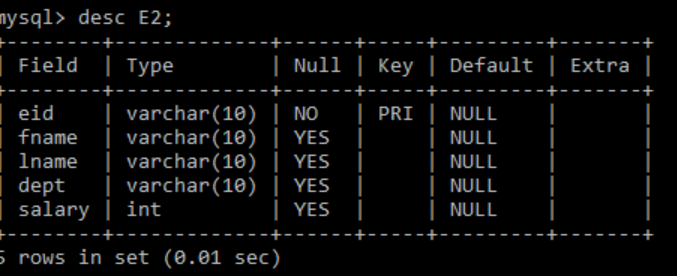 mysql> desc E2;
+--------+-------------+------+-----+---------+-------+
| Field  | Type        | Null | Key | Default | Extra |
+--------+-------------+------+-----+---------+-------+
| eid    | varchar(10) | NO   | PRI | NULL    |       |
| fname  | varchar(10) | YES  |     | NULL    |       |
| lname  | varchar(10) | YES  |     | NULL    |       |
| dept   | varchar(10) | YES  |     | NULL    |       |
| salary | int         | YES  |     | NULL    |       |
+--------+-------------+------+-----+---------+-------+
5 rows in set (0.01 sec)